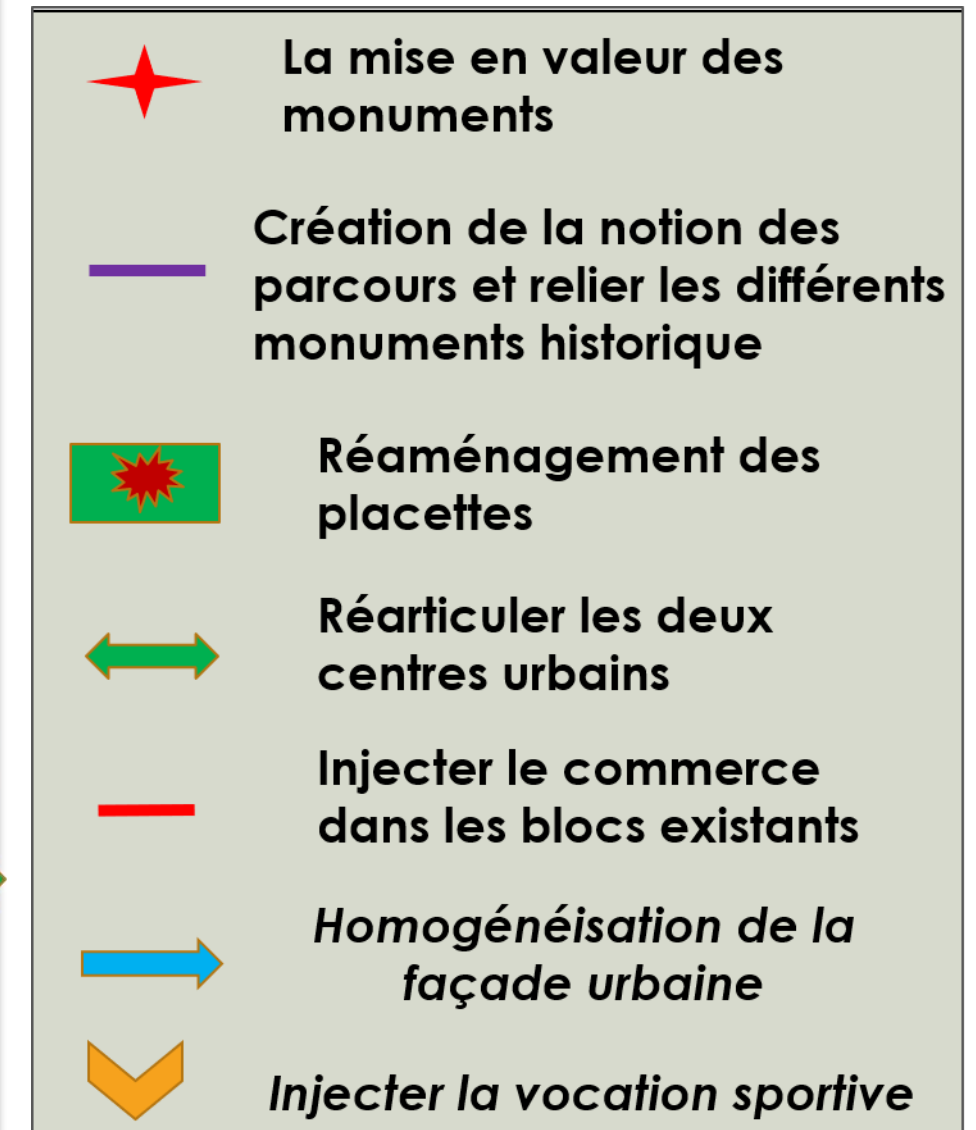 La mise en valeur des
monuments
Création de la notion des
parcours et relier les différents
monuments historique
Réaménagement des
placettes
Réarticuler les deux
centres urbains
Injecter le commerce
dans les blocs existants
Homogénéisation de la
façade urbaine
Injecter la vocation sportive